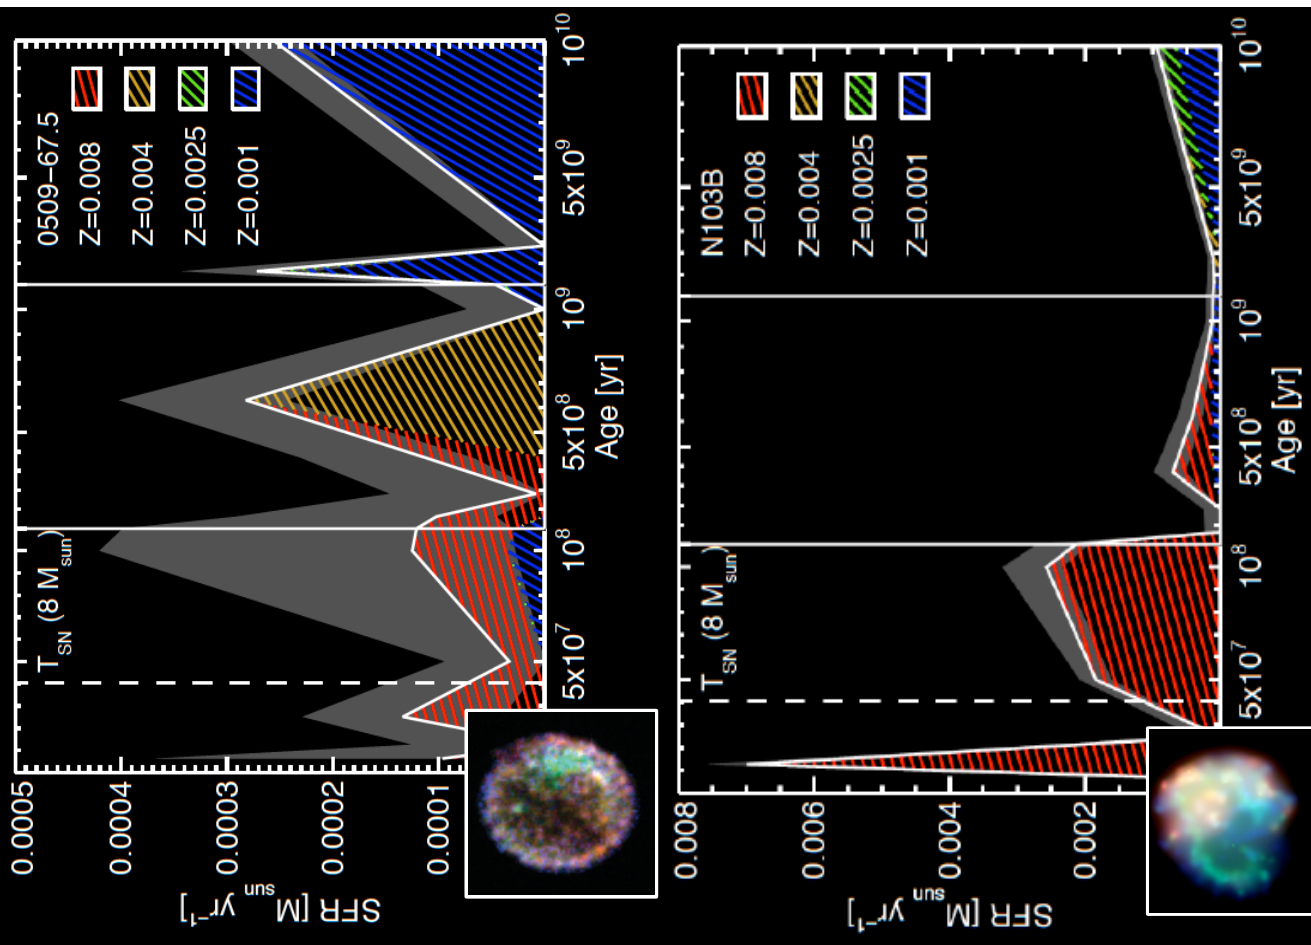 0509−67.5
Z=0.008
Z=0.004
Z=0.0025
Z=0.001
T_SN (8 M_sun)
0.0005
0.0004
0.0003
0.0002
0.0001
SFR [M_sun yr^−1]
5x10^7
10^8
5x10^8
10^9
5x10^9
10^10
Age [yr]
N103B
Z=0.008
Z=0.004
Z=0.0025
Z=0.001
T_SN (8 M_sun)
0.008
0.006
0.004
0.002
SFR [M_sun yr^−1]
5x10^7
10^8
5x10^8
10^9
5x10^9
10^10
Age [yr]